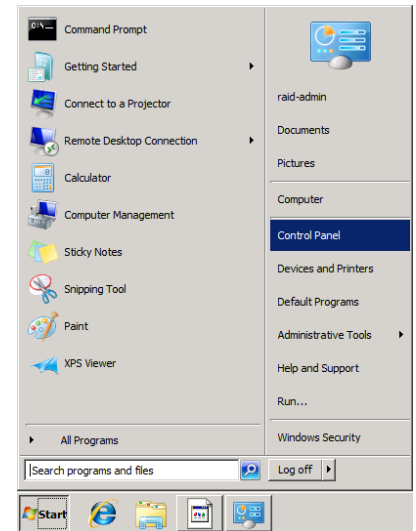 Command Prompt
Getting Started
Connect to a Projector
Remote Desktop Connection
Calculator
Computer Management
Sticky Notes
Snipping Tool
Paint
XPS Viewer
All Programs
Search programs and files
raid-admin
Documents
Pictures
Computer
Control Panel
Devices and Printers
Default Programs
Administrative Tools
Help and Support
Run...
Windows Security
Log off
Start